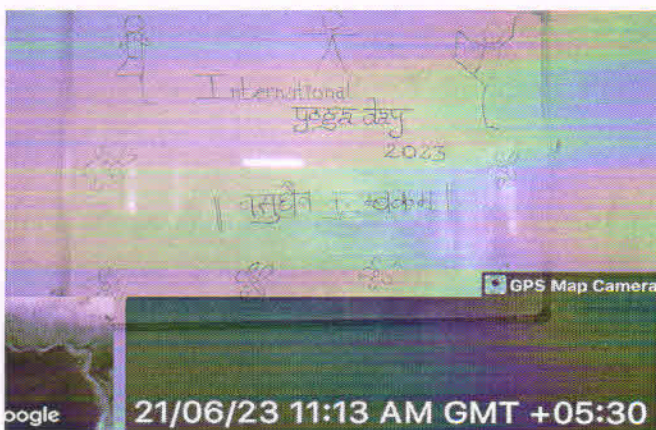 International
yoga day
2023
|| वसुधैव
GPS Map Camera
oogle
21/06/23 11:13 AM GMT +05:30